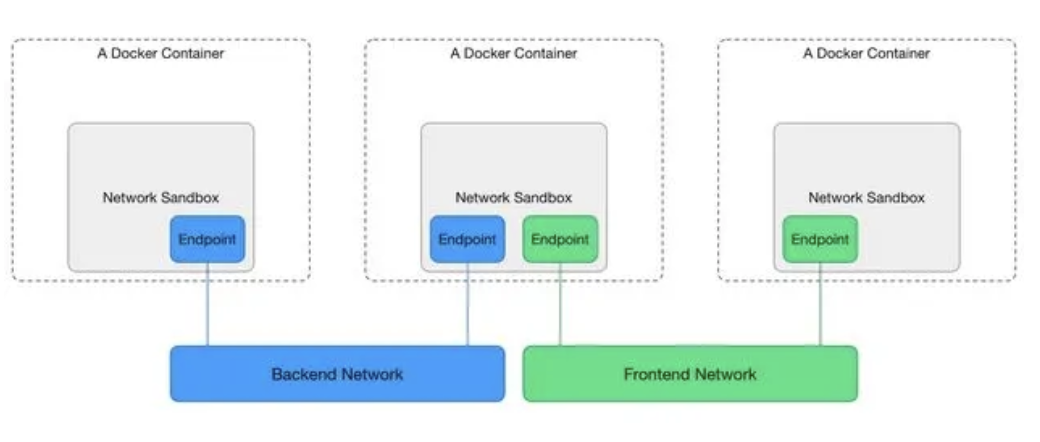 A Docker Container
A Docker Container
A Docker Container
Network Sandbox
Network Sandbox
Network Sandbox
Endpoint
Endpoint
Endpoint
Endpoint
Backend Network
Frontend Network